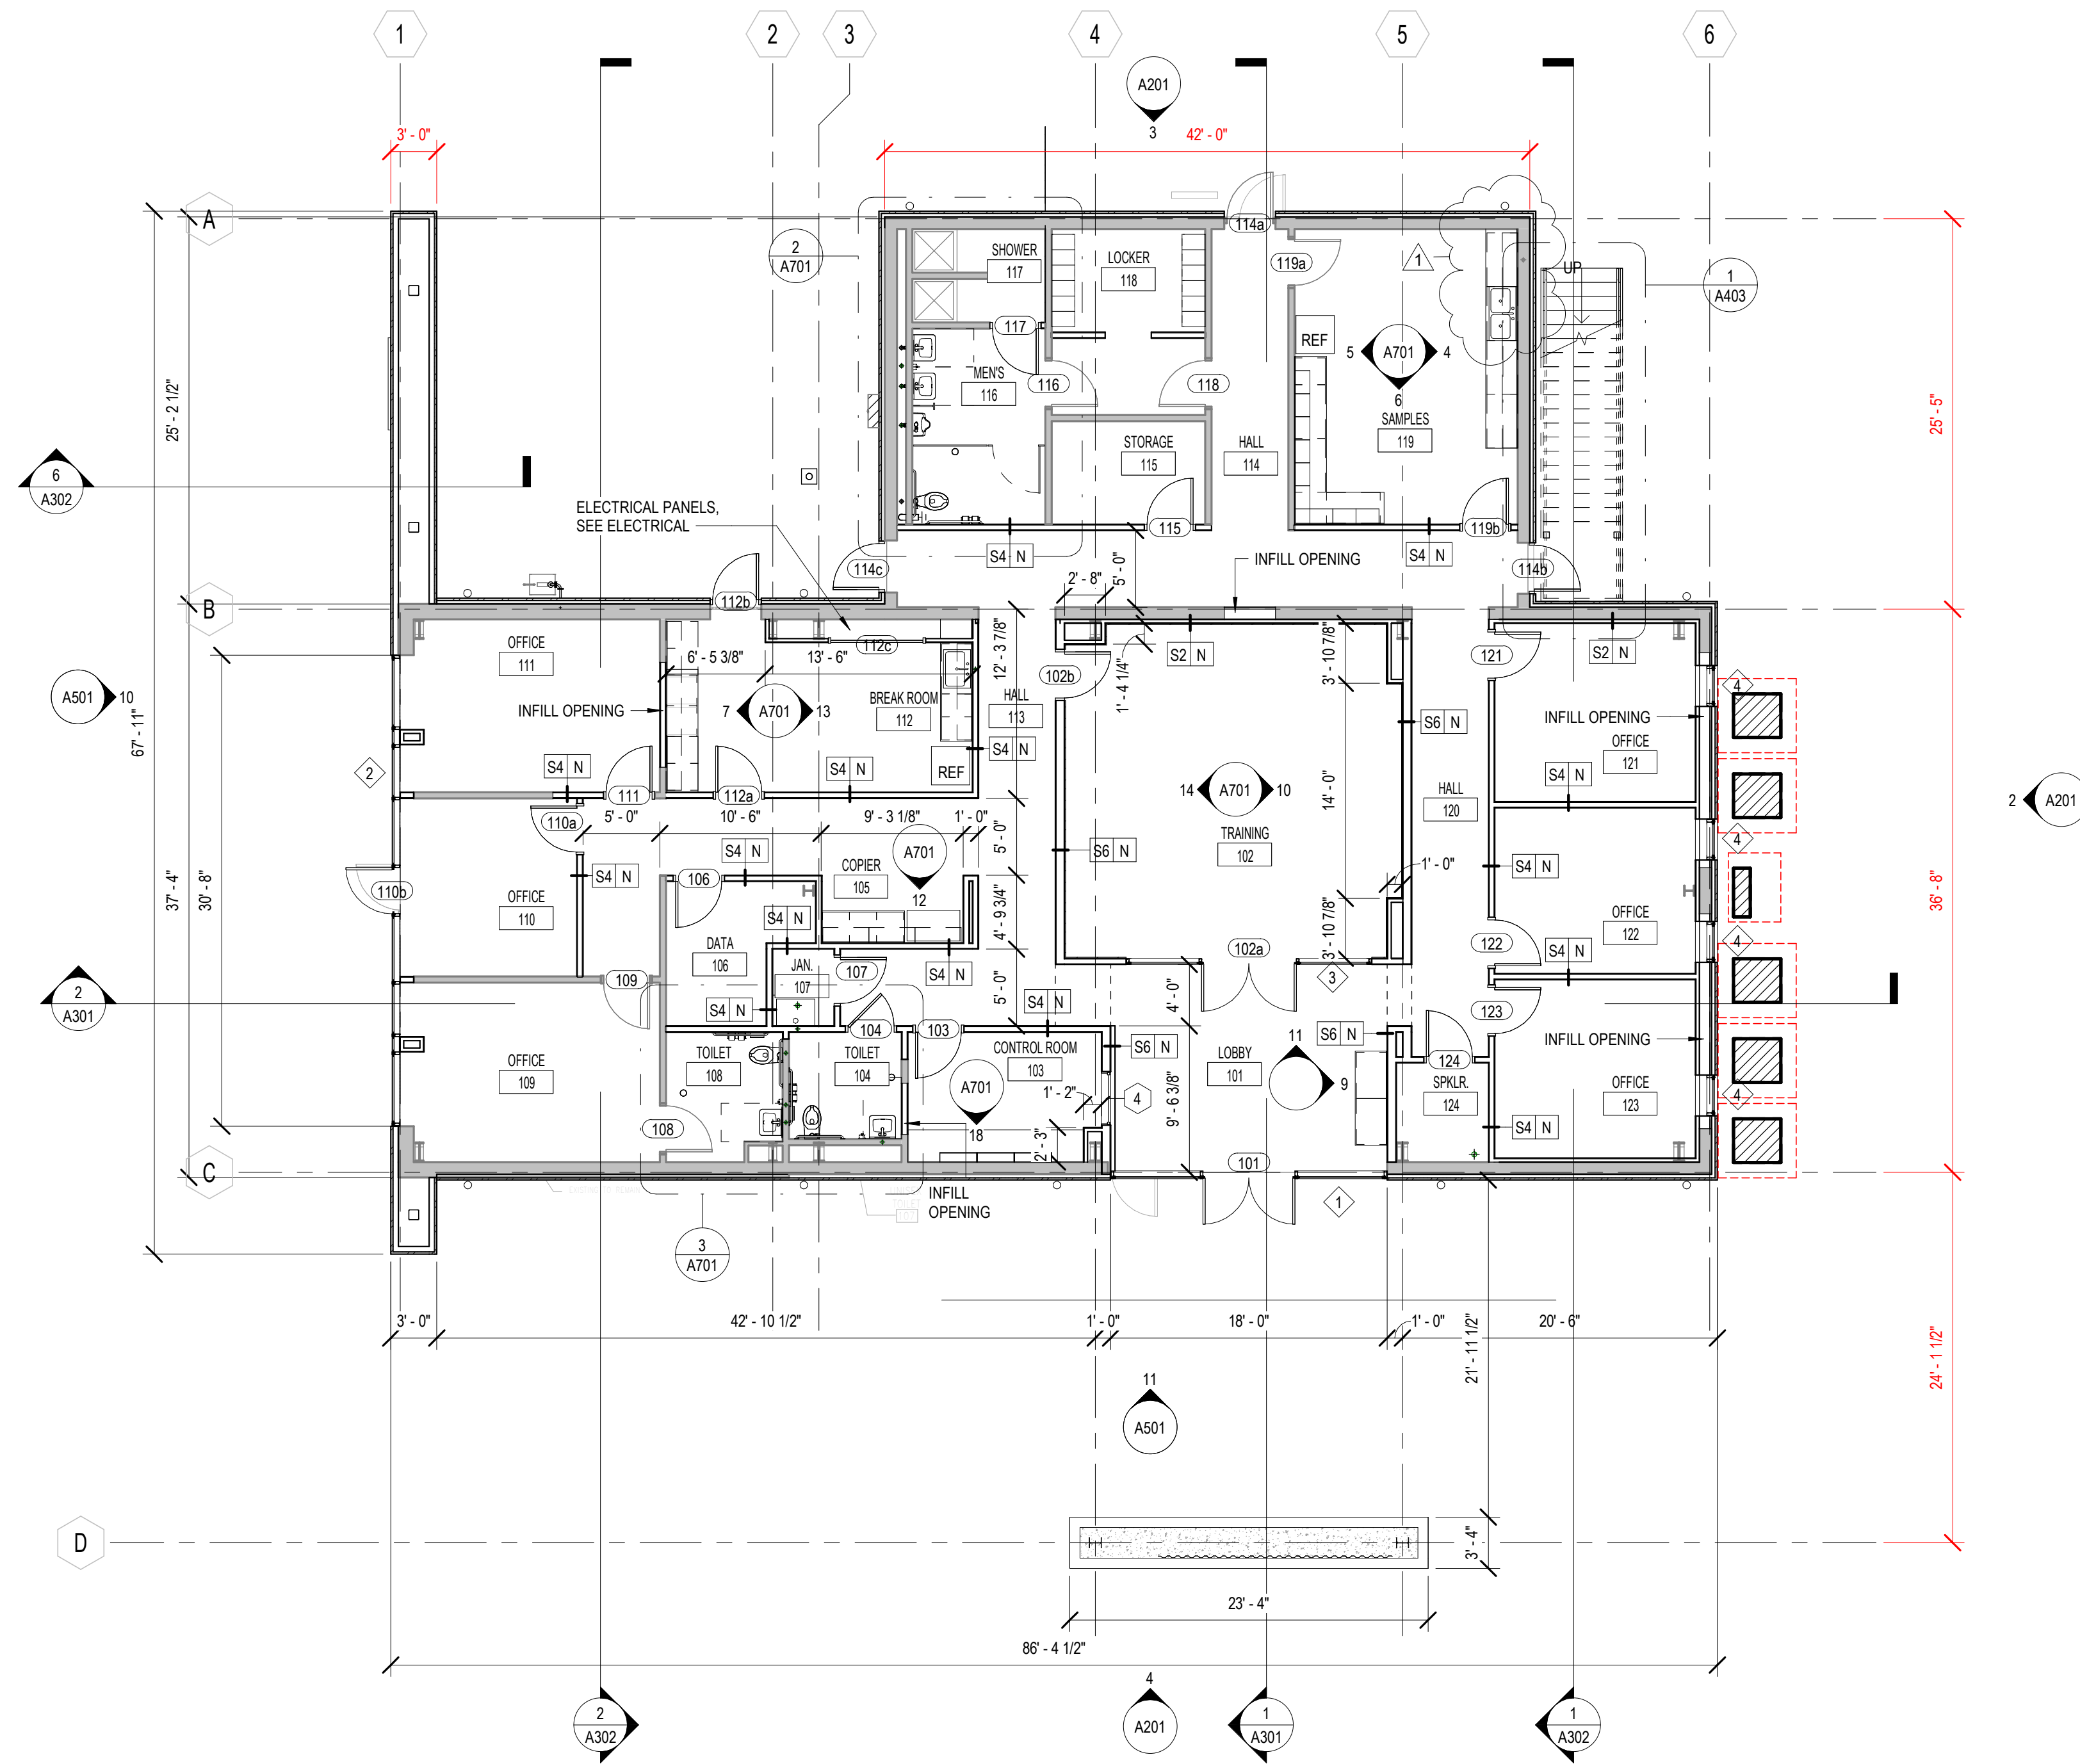 1
2
3
4
5
6
A201
3
3' - 0"
42' - 0"
A
114a
2
A701
SHOWER
117
LOCKER
118
119a
1
UP
1
A403
117
REF
5
A701
4
6
MEN'S
116
116
118
SAMPLES
119
25' - 2 1/2"
25' - 5"
STORAGE
115
HALL
114
6
A302
ELECTRICAL PANELS,
SEE ELECTRICAL
115
119b
S4 N
S4 N
INFILL OPENING
114c
114b
2' - 8"
5' - 0"
B
112b
OFFICE
111
112c
6' - 5 3/8"
13' - 6"
12' - 3 7/8"
102b
1' - 4 1/4"
S2 N
3' - 10 7/8"
121
S2 N
A501
10
67' - 11"
INFILL OPENING
7
A701
13
BREAK ROOM
112
HALL
113
S4 N
S6 N
INFILL OPENING
4
OFFICE
121
2
S4 N
S4 N
REF
S4 N
111
112a
14
A701
10
14' - 0"
HALL
120
2
A201
110a
5' - 0"
10' - 6"
9' - 3 1/8"
1' - 0"
5' - 0"
TRAINING
102
S4 N
A701
12
S6 N
4
1' - 0"
S4 N
COPIER
105
S4 N
106
110b
37' - 4"
30' - 8"
OFFICE
110
S4 N
4' - 9 3/4"
3' - 10 7/8"
36' - 8"
OFFICE
122
DATA
106
102a
122
S4 N
4
JAN.
107
107
S4 N
109
3
2
A301
S4 N
5' - 0"
S4 N
4' - 0"
123
104
103
S6 N
11
S6 N
INFILL OPENING
OFFICE
109
TOILET
108
TOILET
104
CONTROL ROOM
103
LOBBY
101
9
124
SPKLR.
124
OFFICE
123
A701
18
1' - 2"
4
9' - 6 3/8"
4
108
2' - 3"
S4 N
C
101
INFILL
OPENING
1
3
A701
3' - 0"
42' - 10 1/2"
1' - 0"
18' - 0"
1' - 0"
20' - 6"
21' - 11 1/2"
24' - 1 1/2"
11
A501
D
3' - 4"
23' - 4"
86' - 4 1/2"
2
A302
4
A201
1
A301
1
A302